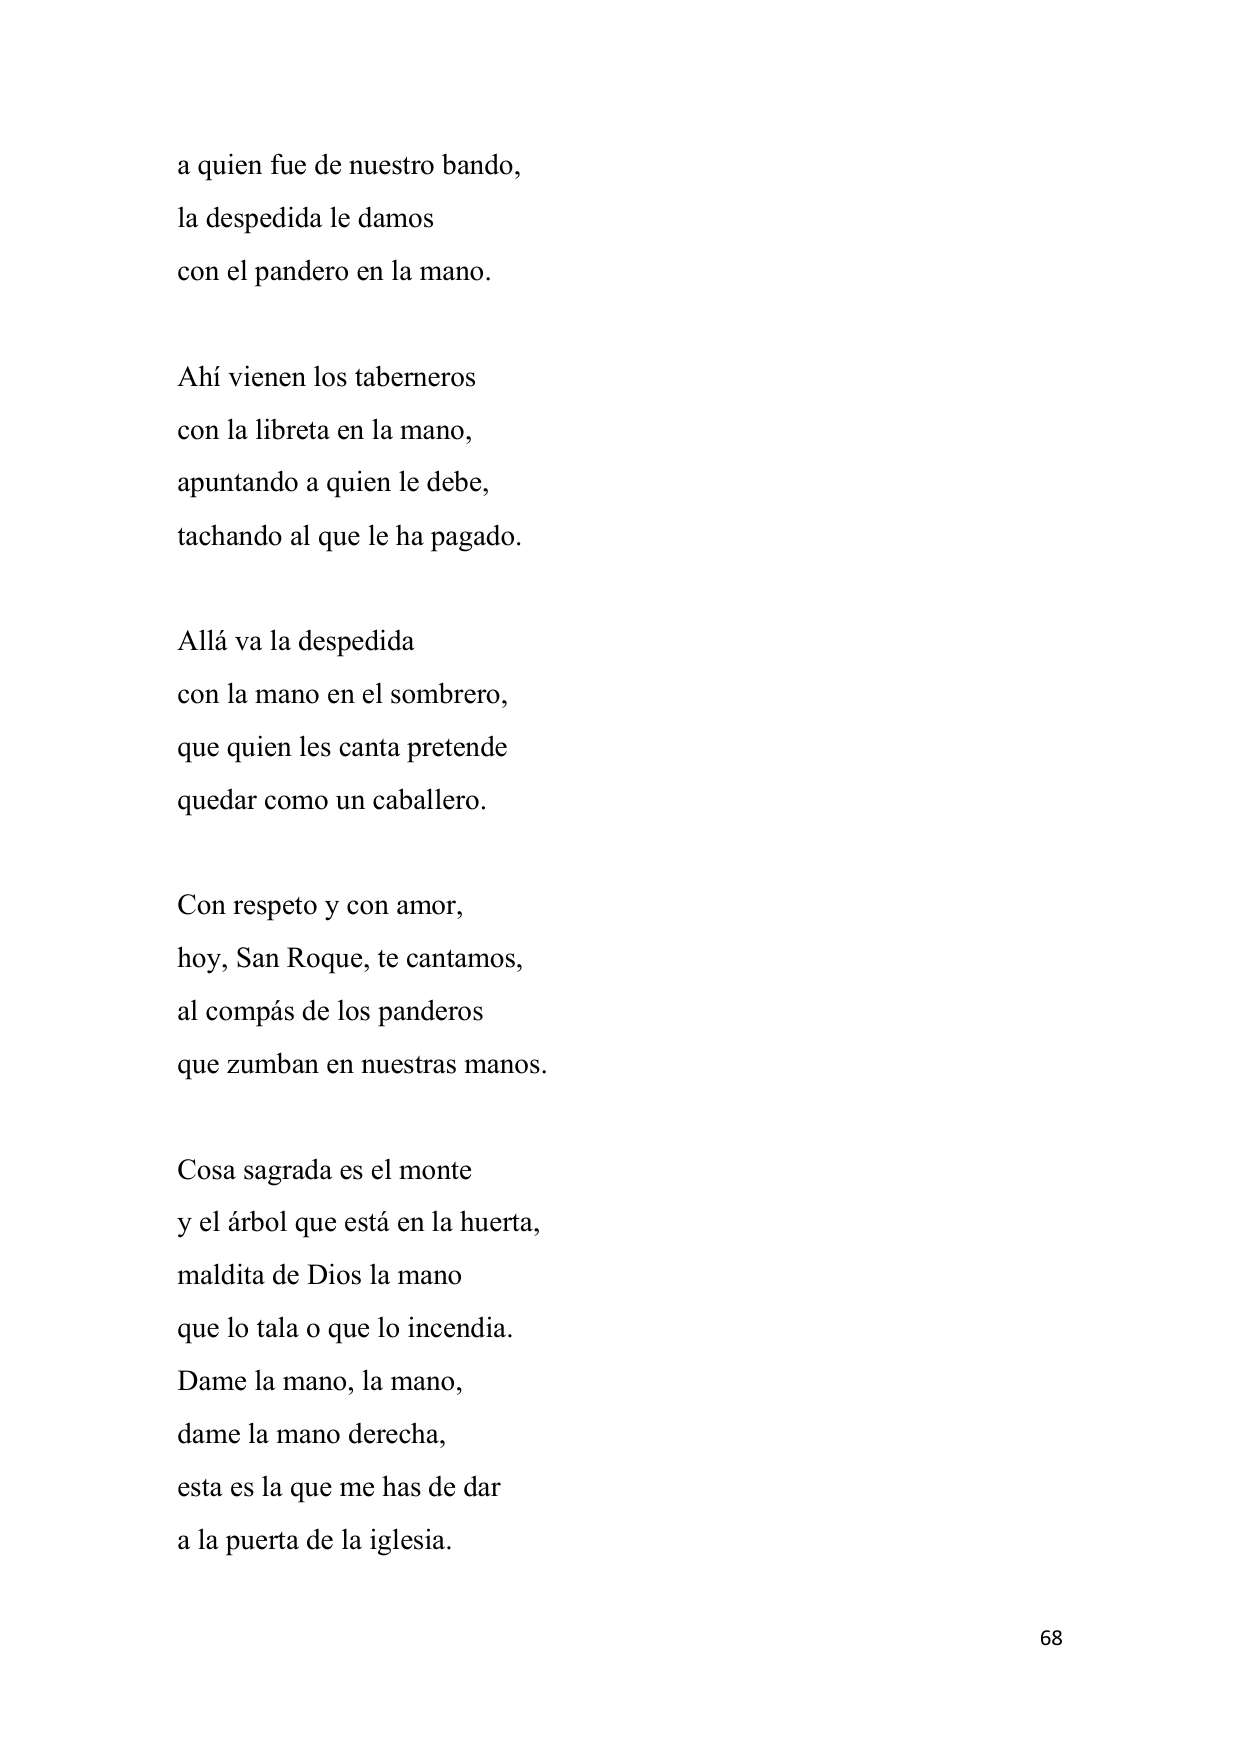 a quien fue de nuestro bando,
la despedida le damos
con el pandero en la mano.

Ahí vienen los taberneros
con la libreta en la mano,
apuntando a quien le debe,
tachando al que le ha pagado.

Allá va la despedida
con la mano en el sombrero,
que quien les canta pretende
quedar como un caballero.

Con respeto y con amor,
hoy, San Roque, te cantamos,
al compás de los panderos
que zumban en nuestras manos.

Cosa sagrada es el monte
y el árbol que está en la huerta,
maldita de Dios la mano
que lo tala o que lo incendia.
Dame la mano, la mano,
dame la mano derecha,
esta es la que me has de dar
a la puerta de la iglesia.

68